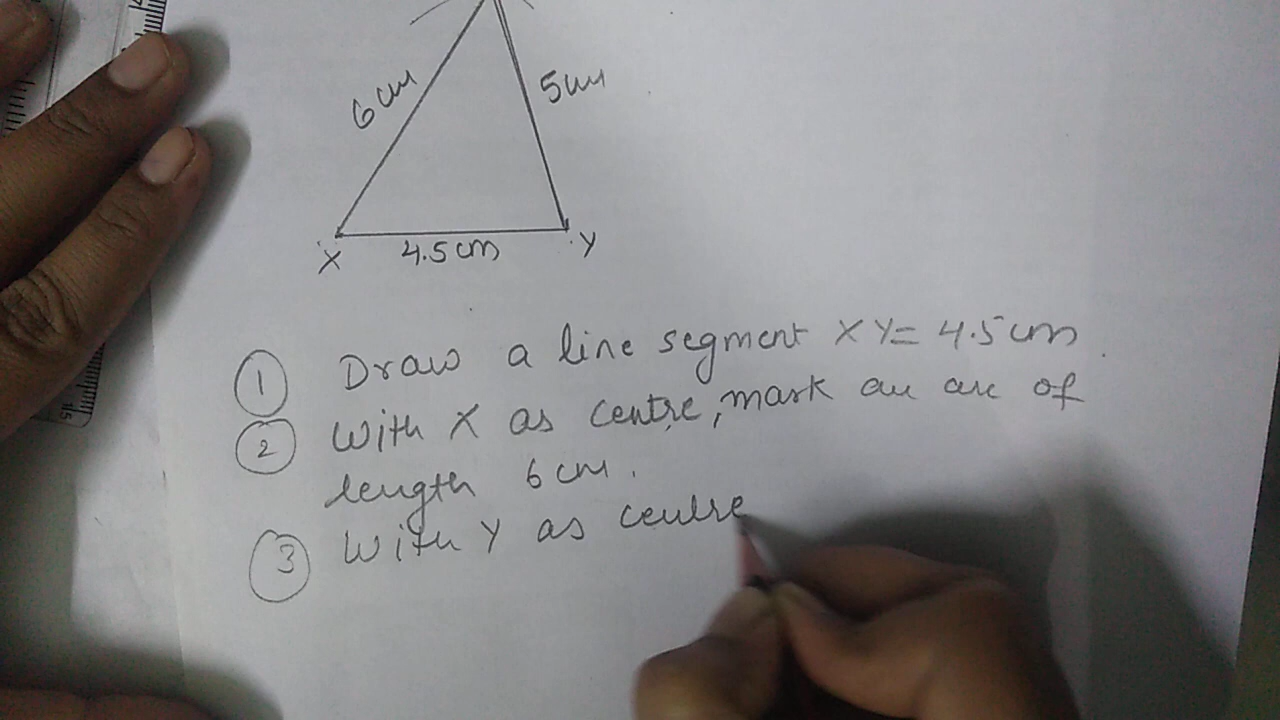 6 cm
5 cm
4.5 cm
X
Y
1 Draw a line segment XY = 4.5 cm.
2 With X as centre, mark an arc of
length 6 cm.
3 With Y as centre
15